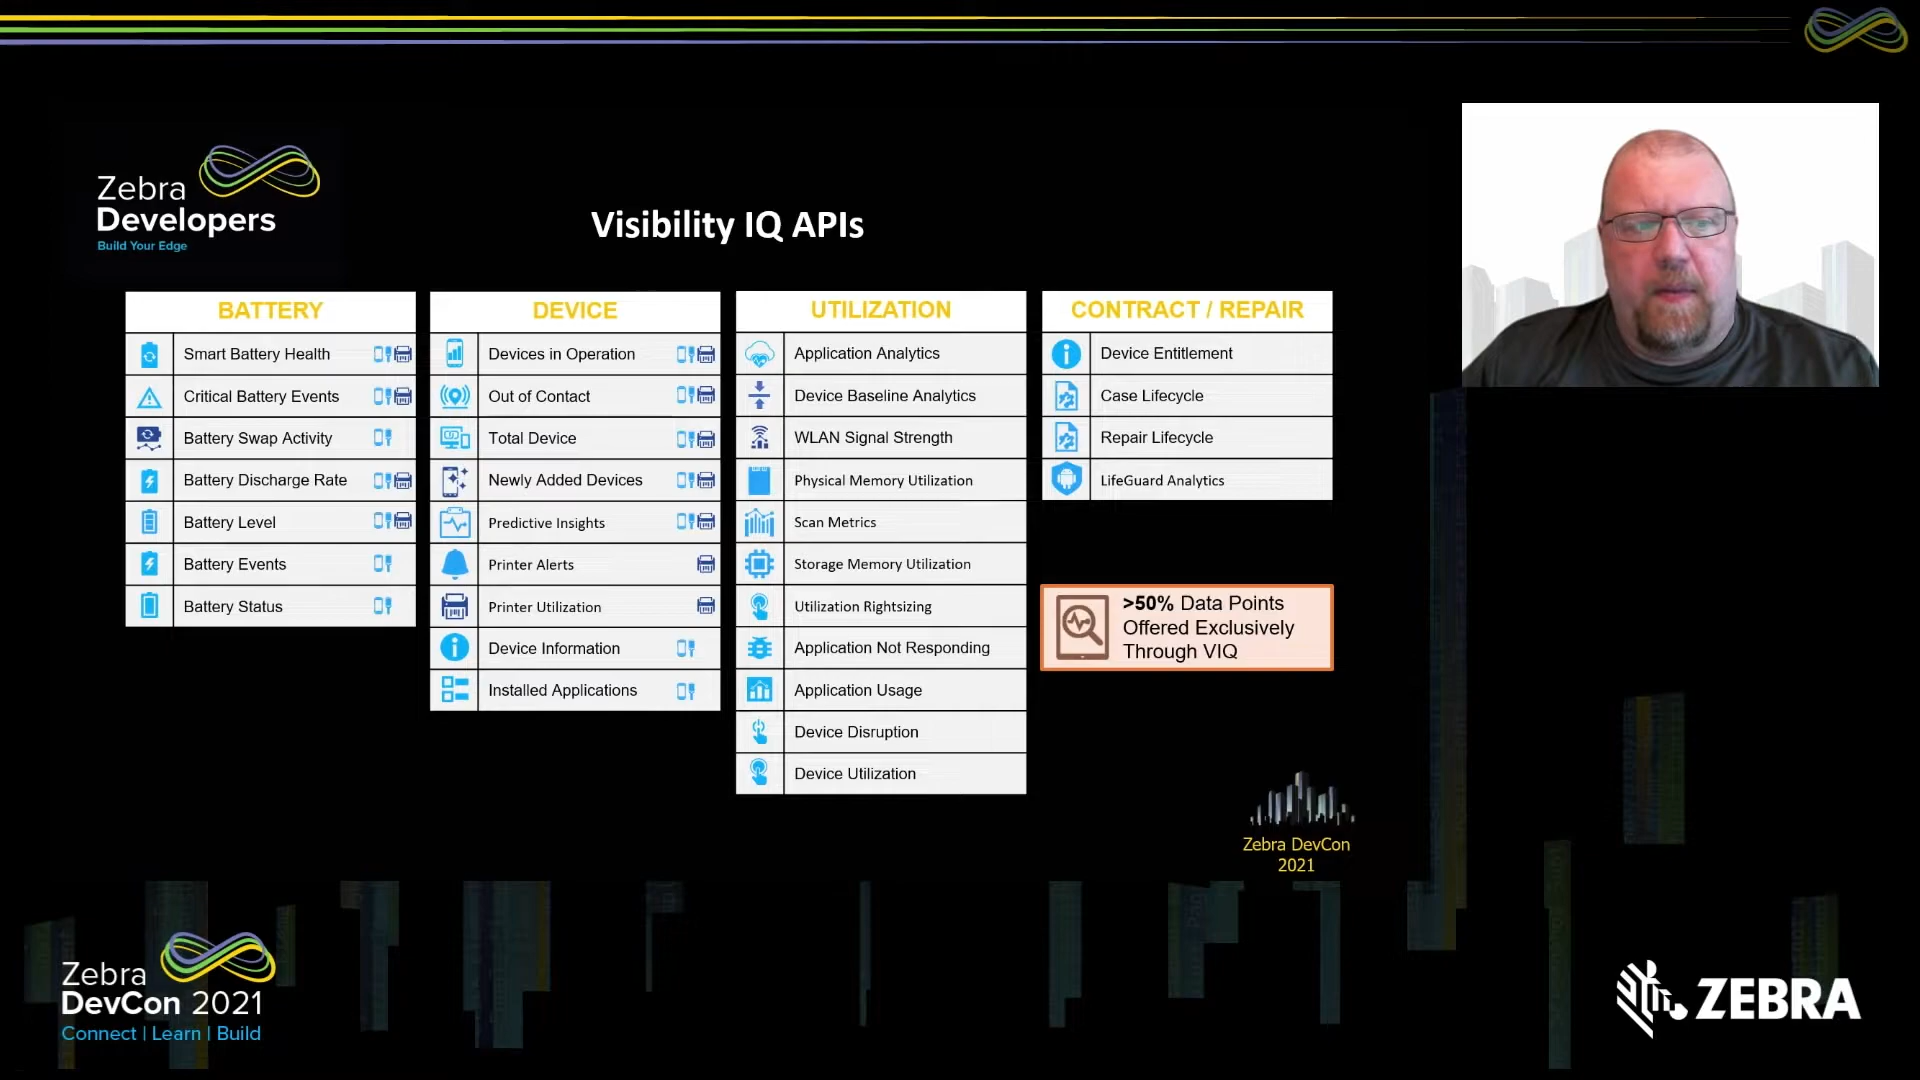 Zebra
Developers
Build Your Edge
Visibility IQ APIs
BATTERY
Smart Battery Health
Critical Battery Events
Battery Swap Activity
Battery Discharge Rate
Battery Level
Battery Events
Battery Status
DEVICE
Devices in Operation
Out of Contact
Total Device
Newly Added Devices
Predictive Insights
Printer Alerts
Printer Utilization
Device Information
Installed Applications
UTILIZATION
Application Analytics
Device Baseline Analytics
WLAN Signal Strength
Physical Memory Utilization
Scan Metrics
Storage Memory Utilization
Utilization Rightsizing
Application Not Responding
Application Usage
Device Disruption
Device Utilization
CONTRACT / REPAIR
Device Entitlement
Case Lifecycle
Repair Lifecycle
LifeGuard Analytics
>50% Data Points
Offered Exclusively
Through VIQ
Zebra DevCon
2021
Zebra
DevCon 2021
Connect | Learn | Build
ZEBRA